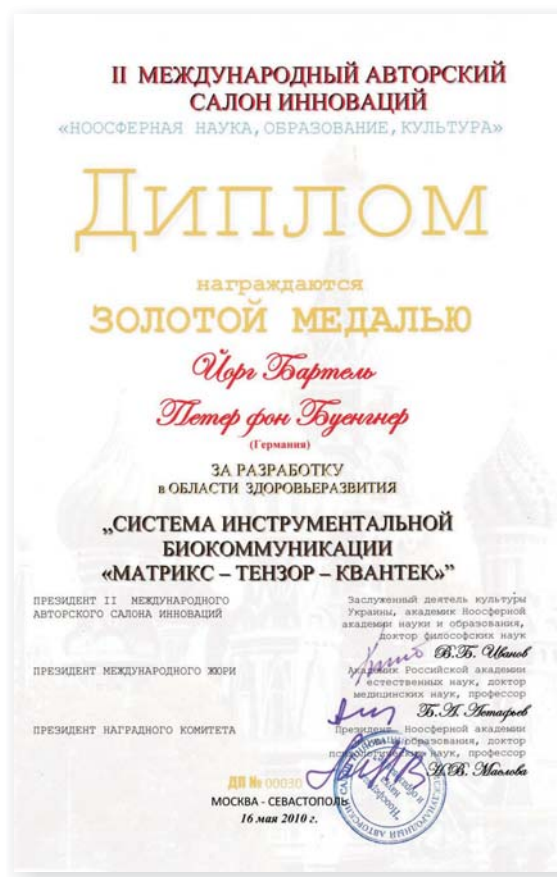 II МЕЖДУНАРОДНЫЙ АВТОРСКИЙ
САЛОН ИННОВАЦИЙ
«НООСФЕРНАЯ НАУКА, ОБРАЗОВАНИЕ, КУЛЬТУРА»
Диплом
награждаются
ЗОЛОТОЙ МЕДАЛЬЮ
Йорг Бартель
Петер фон Буенгнер
(Германия)
ЗА РАЗРАБОТКУ
в ОБЛАСТИ ЗДОРОВЬЕРАЗВИТИЯ
„СИСТЕМА ИНСТРУМЕНТАЛЬНОЙ
БИОКОММУНИКАЦИИ
«МАТРИКС – ТЕНЗОР – КВАНТЕК»”
ПРЕЗИДЕНТ II МЕЖДУНАРОДНОГО
АВТОРСКОГО САЛОНА ИННОВАЦИЙ
Заслуженный деятель культуры
Украины, академик Ноосферной
академии науки и образования,
доктор философских наук
В.Б. Иванов
ПРЕЗИДЕНТ МЕЖДУНАРОДНОГО ЖЮРИ
Академик Российской академии
естественных наук, доктор
медицинских наук, профессор
Б.А. Астафьев
ПРЕЗИДЕНТ НАГРАДНОГО КОМИТЕТА
Президент Ноосферной академии
образования, доктор
наук, профессор
Н.В. Маслова
ДП № 00030
МОСКВА - СЕВАСТОПОЛЬ
16 мая 2010 г.